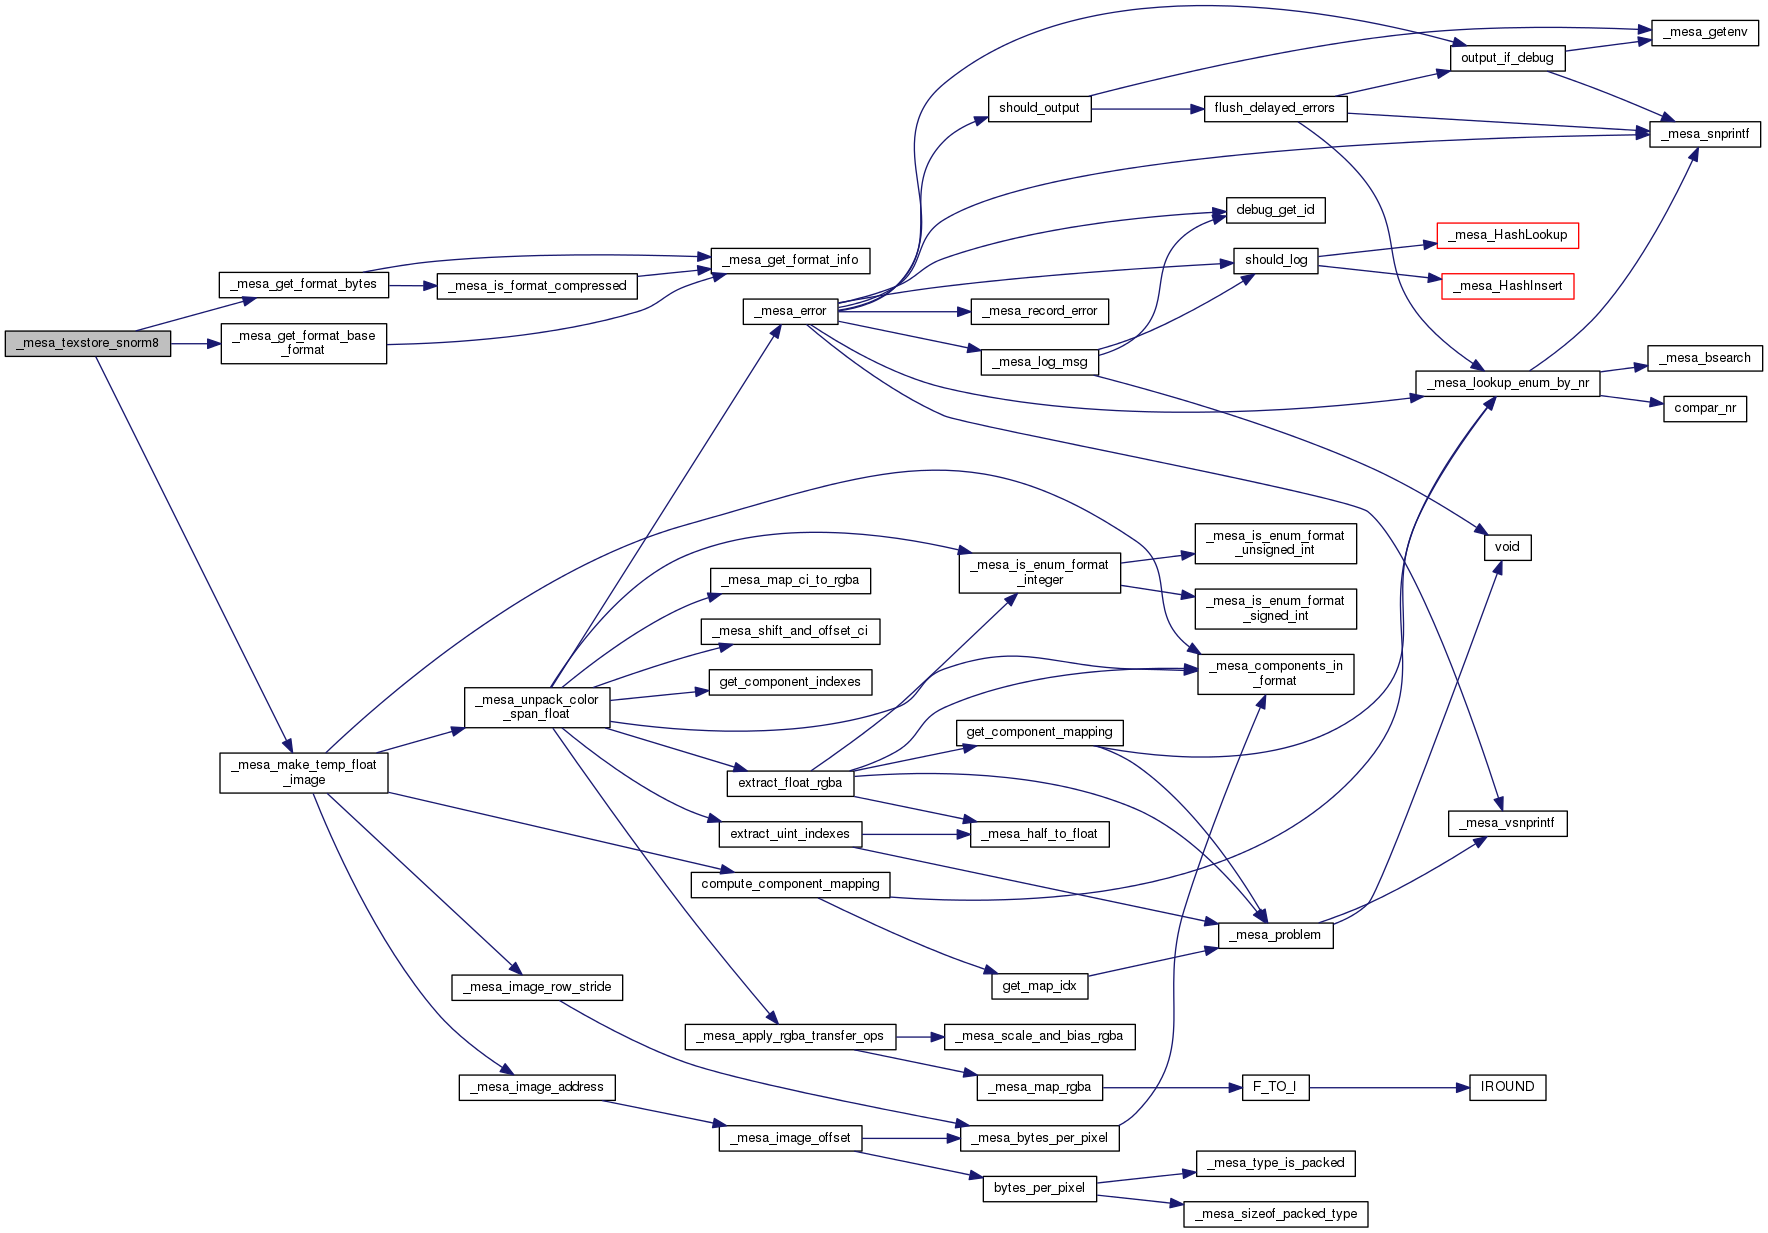 _mesa_texstore_snorm8
_mesa_get_format_bytes
_mesa_get_format_base
_format
_mesa_make_temp_float
_image
_mesa_is_format_compressed
_mesa_get_format_info
_mesa_unpack_color
_span_float
_mesa_image_row_stride
_mesa_image_address
_mesa_error
_mesa_map_ci_to_rgba
_mesa_shift_and_offset_ci
get_component_indexes
extract_float_rgba
extract_uint_indexes
compute_component_mapping
_mesa_apply_rgba_transfer_ops
_mesa_image_offset
should_output
_mesa_record_error
_mesa_log_msg
_mesa_is_enum_format
_integer
get_component_mapping
_mesa_half_to_float
get_map_idx
_mesa_scale_and_bias_rgba
_mesa_map_rgba
_mesa_bytes_per_pixel
bytes_per_pixel
flush_delayed_errors
debug_get_id
should_log
_mesa_is_enum_format
_unsigned_int
_mesa_is_enum_format
_signed_int
_mesa_components_in
_format
_mesa_problem
F_TO_I
_mesa_type_is_packed
_mesa_sizeof_packed_type
output_if_debug
_mesa_HashLookup
_mesa_HashInsert
_mesa_lookup_enum_by_nr
void
_mesa_vsnprintf
IROUND
_mesa_getenv
_mesa_snprintf
_mesa_bsearch
compar_nr